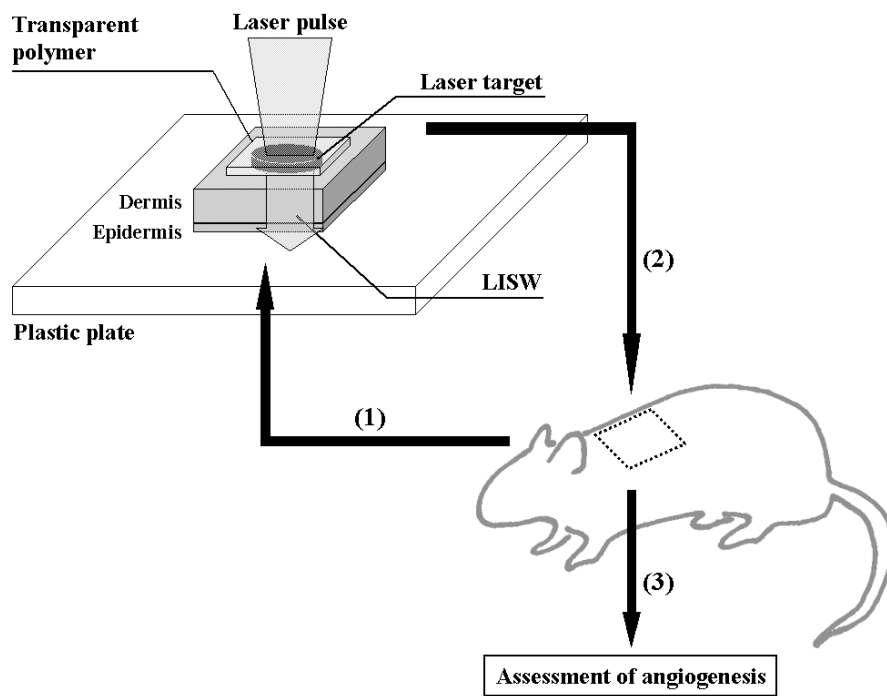 Transparent
polymer
Laser pulse
Laser target
Dermis
Epidermis
LISW
Plastic plate
(1)
(2)
(3)
Assessment of angiogenesis